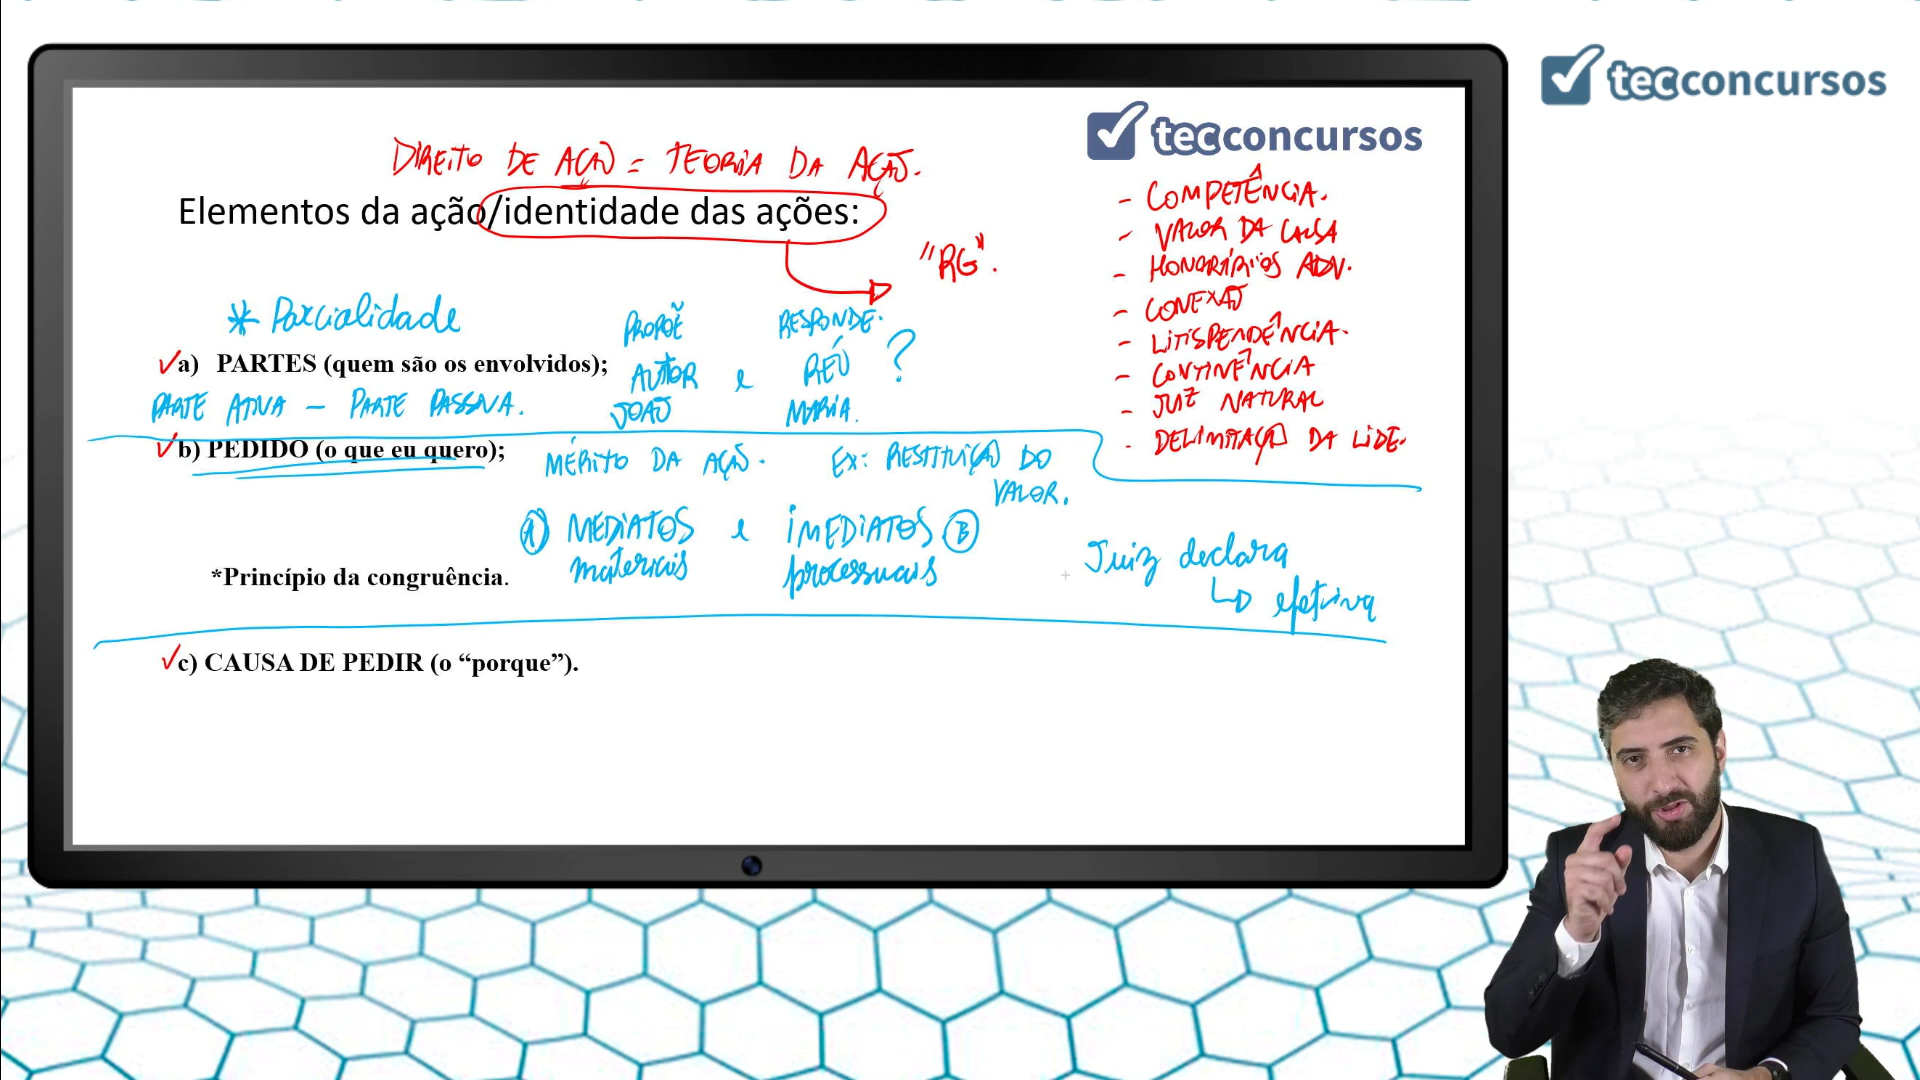 tecconcursos
tecconcursos
DIREITO DE AÇÃO = TEORIA DA AÇÃO.
Elementos da ação/identidade das ações:
"RG".
- COMPETÊNCIA.
- VALOR DA CAUSA
- HONORÁRIOS ADV.
- CONEXÃO
- LITISPENDÊNCIA.
- CONTINÊNCIA
- JUIZ NATURAL
- DELIMITAÇÃO DA LIDE.
* Parcialidade
PROPÕE RESPONDE.
a) PARTES (quem são os envolvidos); AUTOR e RÉU ?
PARTE ATIVA - PARTE PASSIVA. JOÃO MARIA.
b) PEDIDO (o que eu quero); MÉRITO DA AÇÃO. EX: RESTITUIÇÃO DO
VALOR.
A MEDIATOS e IMEDIATOS. B
materiais processuais
Juiz declara
efetiva
*Princípio da congruência.
c) CAUSA DE PEDIR (o “porque”).